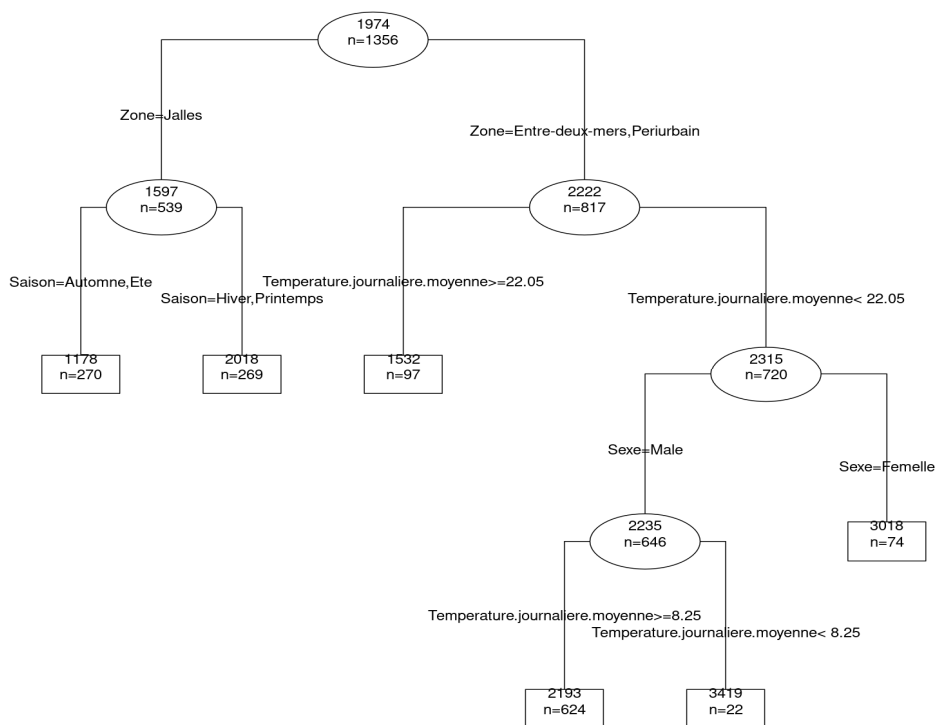 1974
n=1356
Zone=Jalles
Zone=Entre-deux-mers,Periurbain
1597
n=539
2222
n=817
Saison=Automne,Ete
Saison=Hiver,Printemps
Temperature.journaliere.moyenne>=22.05
Temperature.journaliere.moyenne< 22.05
1178
n=270
2018
n=269
1532
n=97
2315
n=720
Sexe=Male
Sexe=Femelle
2235
n=646
3018
n=74
Temperature.journaliere.moyenne>=8.25
Temperature.journaliere.moyenne< 8.25
2193
n=624
3419
n=22